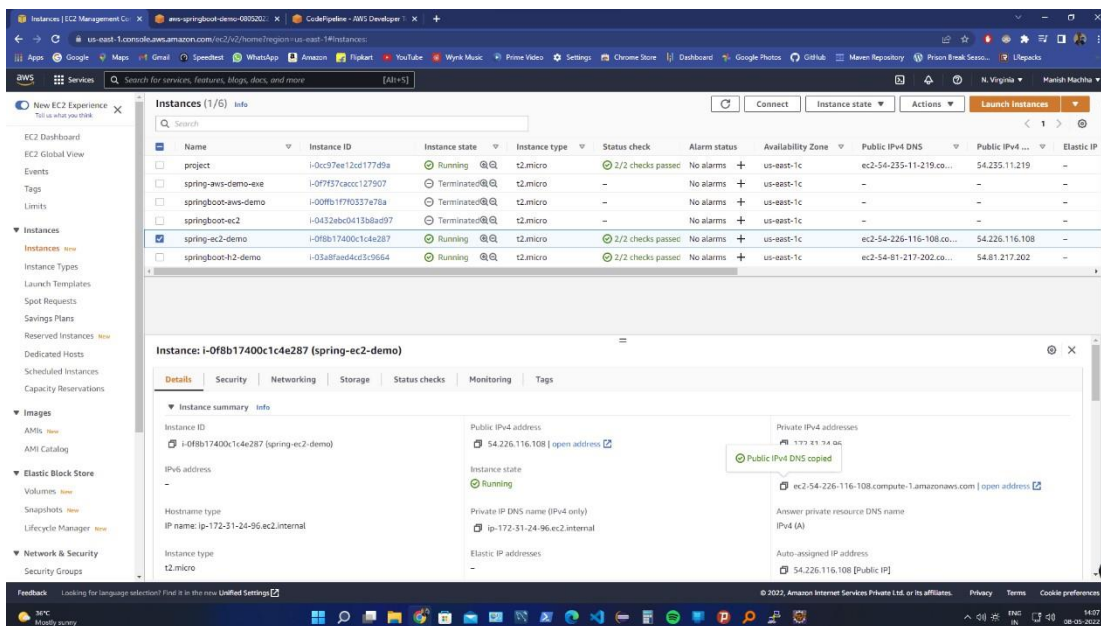 Instances | EC2 Management Con
aws-springboot-demo-0805202
CodePipeline - AWS Developer T
us-east-1.console.aws.amazon.com/ec2/v2/home?region=us-east-1#Instances:
Apps Google Maps Gmail Speedtest WhatsApp Amazon Flipkart YouTube Wynk Music Prime Video Settings Chrome Store Dashboard Google Photos GitHub Maven Repository Prison Break Seaso... Lifepacks
aws Services Search for services, features, blogs, docs, and more [Alt+S] N. Virginia Manish Machha
New EC2 Experience
Tell us what you think
EC2 Dashboard
EC2 Global View
Events
Tags
Limits
Instances
Instances New
Instance Types
Launch Templates
Spot Requests
Savings Plans
Reserved Instances New
Dedicated Hosts
Scheduled Instances
Capacity Reservations
Images
AMIs New
AMI Catalog
Elastic Block Store
Volumes New
Snapshots New
Lifecycle Manager New
Network & Security
Security Groups
Instances (1/6) Info Connect Instance state Actions Launch instances
Search 1
Name Instance ID Instance state Instance type Status check Alarm status Availability Zone Public IPv4 DNS Public IPv4 ... Elastic IP
project i-0cc97ee12cd177d9a Running t2.micro 2/2 checks passed No alarms + us-east-1c ec2-54-235-11-219.co... 54.235.11.219 –
spring-aws-demo-exe i-0f7f37caccc127907 Terminated t2.micro – No alarms + us-east-1c – – –
springboot-aws-demo i-00ffb1f7f0337e78a Terminated t2.micro – No alarms + us-east-1c – – –
springboot-ec2 i-0432ebc0413b8ad97 Terminated t2.micro – No alarms + us-east-1c – – –
spring-ec2-demo i-0f8b17400c1c4e287 Running t2.micro 2/2 checks passed No alarms + us-east-1c ec2-54-226-116-108.co... 54.226.116.108 –
springboot-h2-demo i-03a8faed4cd3c9664 Running t2.micro 2/2 checks passed No alarms + us-east-1c ec2-54-81-217-202.co... 54.81.217.202 –
Instance: i-0f8b17400c1c4e287 (spring-ec2-demo)
Details Security Networking Storage Status checks Monitoring Tags
Instance summary Info
Instance ID Public IPv4 address Private IPv4 addresses
i-0f8b17400c1c4e287 (spring-ec2-demo) 54.226.116.108 | open address 172.31.24.96
Public IPv4 DNS copied
IPv6 address Instance state
– Running ec2-54-226-116-108.compute-1.amazonaws.com | open address
Hostname type Private IP DNS name (IPv4 only) Answer private resource DNS name
IP name: ip-172-31-24-96.ec2.internal ip-172-31-24-96.ec2.internal IPv4 (A)
Instance type Elastic IP addresses Auto-assigned IP address
t2.micro – 54.226.116.108 [Public IP]
Feedback Looking for language selection? Find it in the new Unified Settings © 2022, Amazon Internet Services Private Ltd. or its affiliates. Privacy Terms Cookie preferences
36°C
Mostly sunny
ENG
IN
14:07
08-05-2022